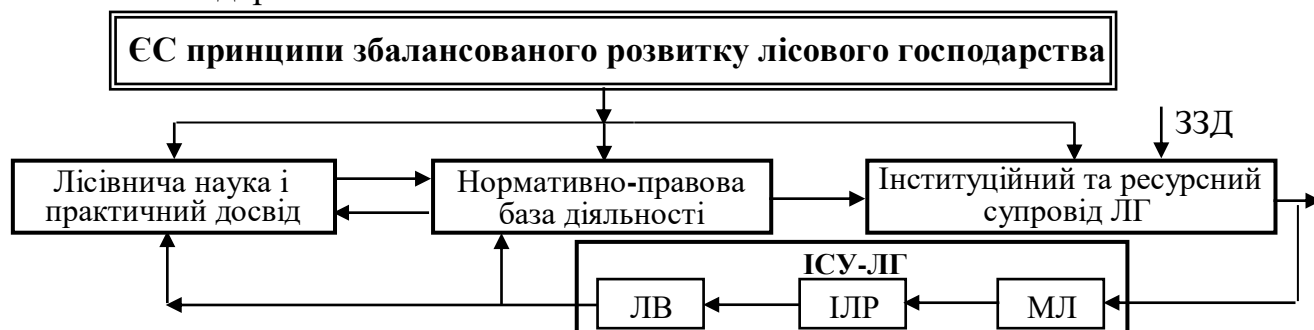 ЄС принципи збалансованого розвитку лісового господарства
ЗЗД
Лісівнича наука і
практичний досвід
Нормативно-правова
база діяльності
Інституційний та ресурсний
супровід ЛГ
ІСУ-ЛГ
ЛВ
ІЛР
МЛ